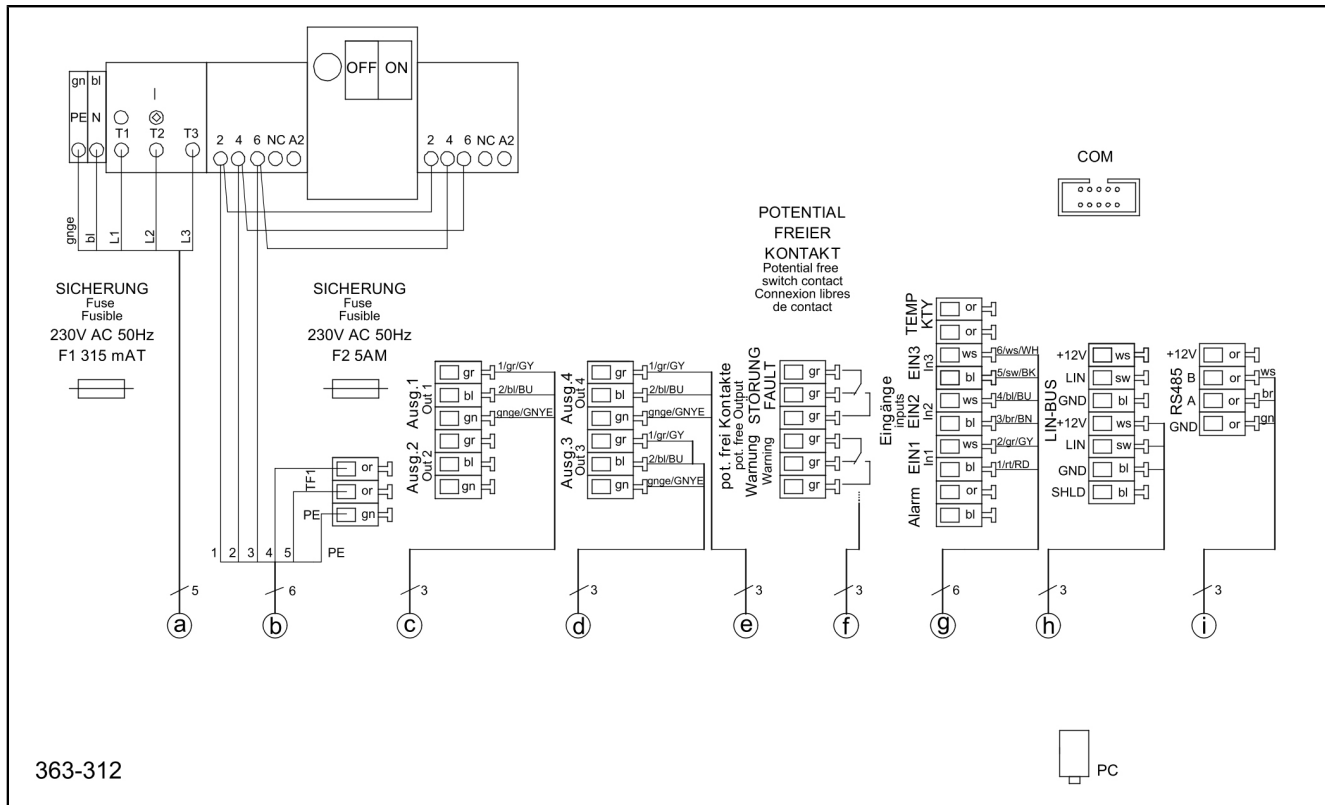 OFF ON
gn bl
PE N
T1 T2 T3
2 4 6 NC A2
2 4 6 NC A2
gnge
bl
L1
L2
L3
SICHERUNG
Fuse
Fusible
230V AC 50Hz
F1 315 mAT
SICHERUNG
Fuse
Fusible
230V AC 50Hz
F2 5AM
TF1
PE
or
or
gn
1 2 3 4 5 PE
Ausg.1
Out 1
Ausg.2
Out 2
gr
bl
gn
gr
bl
gn
1/gr/GY
2/bl/BU
gnge/GNYE
Ausg.4
Out 4
Ausg.3
Out 3
gr
bl
gn
gr
bl
gn
1/gr/GY
2/bl/BU
gnge/GNYE
1/gr/GY
2/bl/BU
gnge/GNYE
POTENTIAL
FREIER
KONTAKT
Potential free
switch contact
Connexion libres
de contact
pot. frei Kontakte
pot. free Output
STÖRUNG
FAULT
Warnung
Warning
gr
gr
gr
gr
gr
gr
Eingänge
inputs
TEMP
KTY
EIN3
In3
EIN2
In2
EIN1
In1
Alarm
or
or
ws
bl
ws
bl
ws
bl
or
bl
6/ws/WH
5/sw/BK
4/bl/BU
3/br/BN
2/gr/GY
1/rt/RD
COM
LIN-BUS
+12V ws
LIN sw
GND bl
+12V ws
LIN sw
GND bl
SHLD bl
RS485
+12V or
B or ws
A or br
GND or gn
5 6 3 3 3 3 6 3 3
a b c d e f g h i
363-312
PC